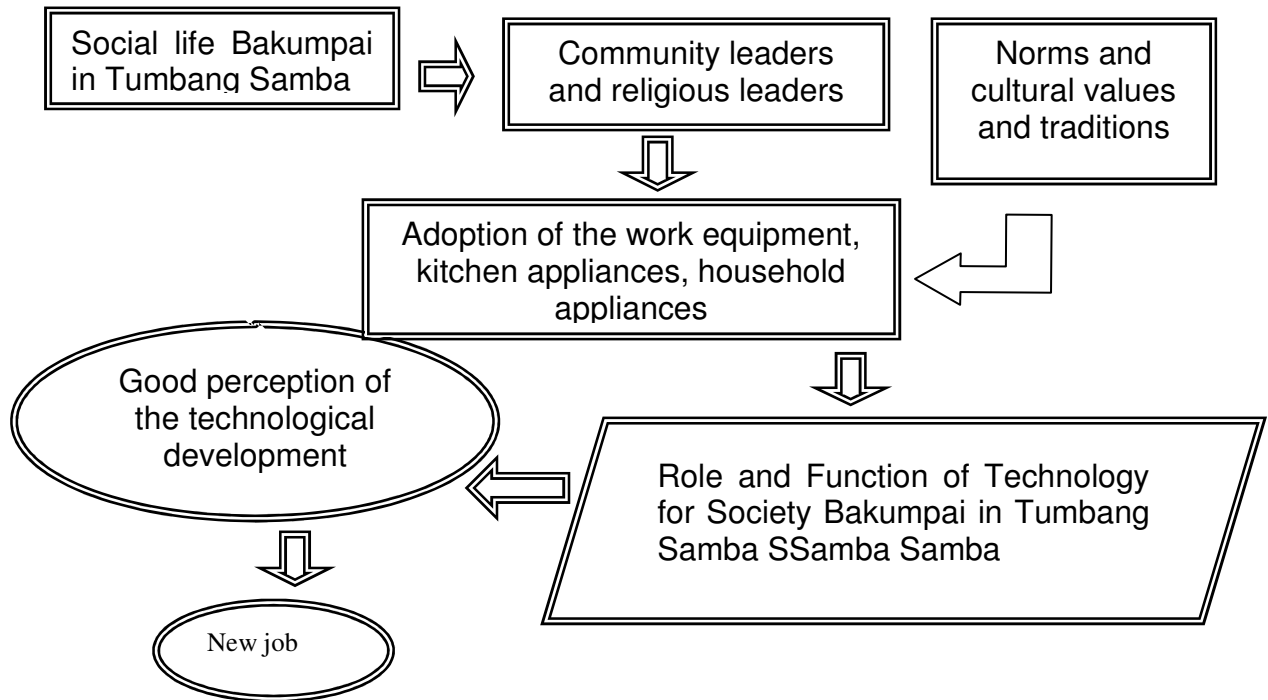 Social life Bakumpai
in Tumbang Samba
Community leaders
and religious leaders
Norms and
cultural values
and traditions
Adoption of the work equipment,
kitchen appliances, household
appliances
Good perception of
the technological
development
Role and Function of Technology
for Society Bakumpai in Tumbang
Samba SSamba Samba
New job